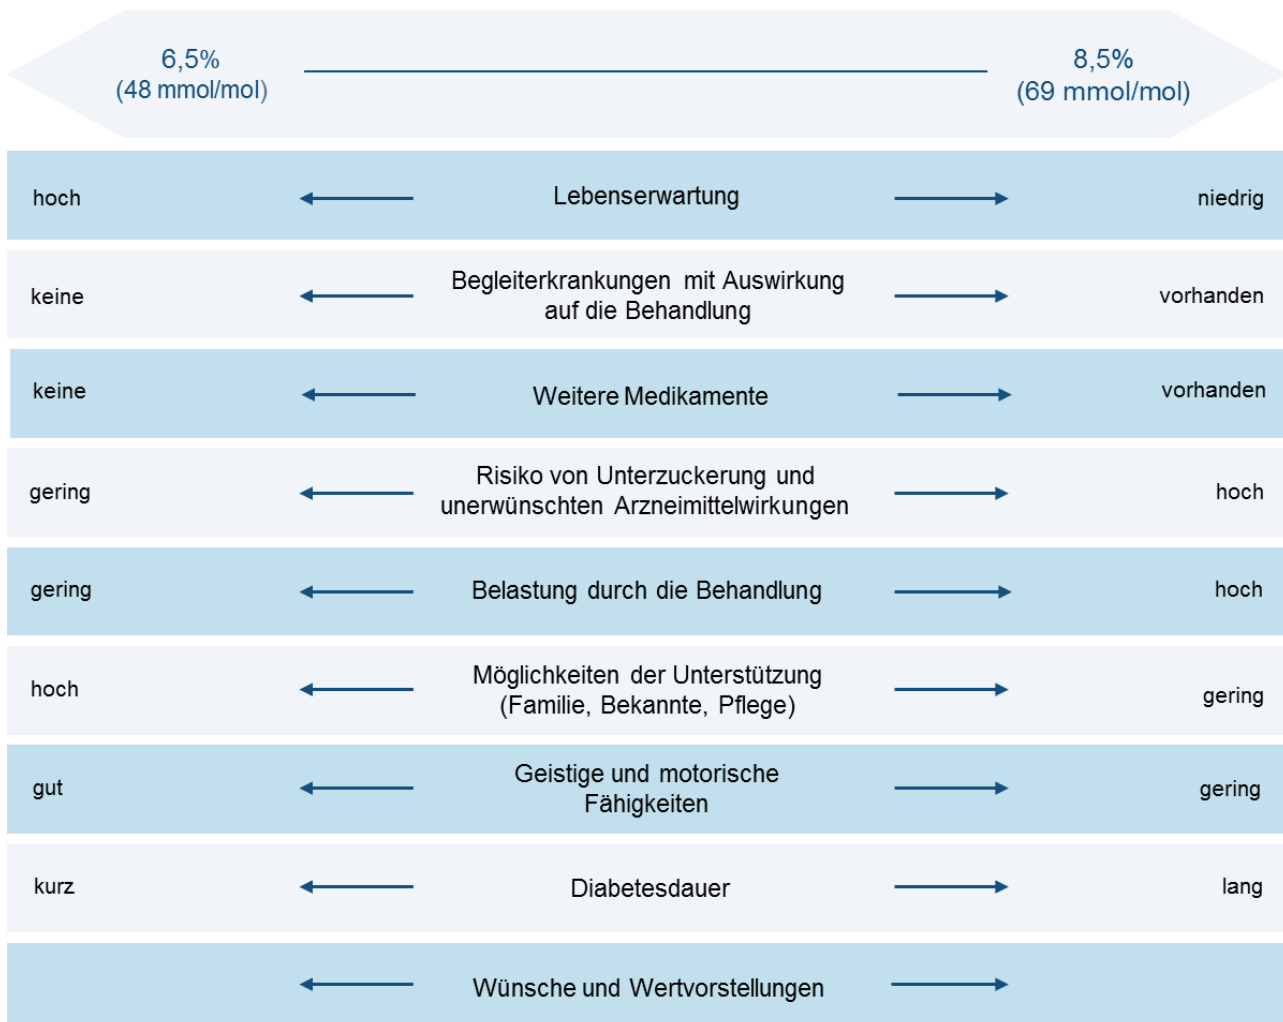 6,5%
(48 mmol/mol)
8,5%
(69 mmol/mol)
hoch
Lebenserwartung
niedrig
keine
Begleiterkrankungen mit Auswirkung
auf die Behandlung
vorhanden
keine
Weitere Medikamente
vorhanden
gering
Risiko von Unterzuckerung und
unerwünschten Arzneimittelwirkungen
hoch
gering
Belastung durch die Behandlung
hoch
hoch
Möglichkeiten der Unterstützung
(Familie, Bekannte, Pflege)
gering
gut
Geistige und motorische
Fähigkeiten
gering
kurz
Diabetesdauer
lang
Wünsche und Wertvorstellungen